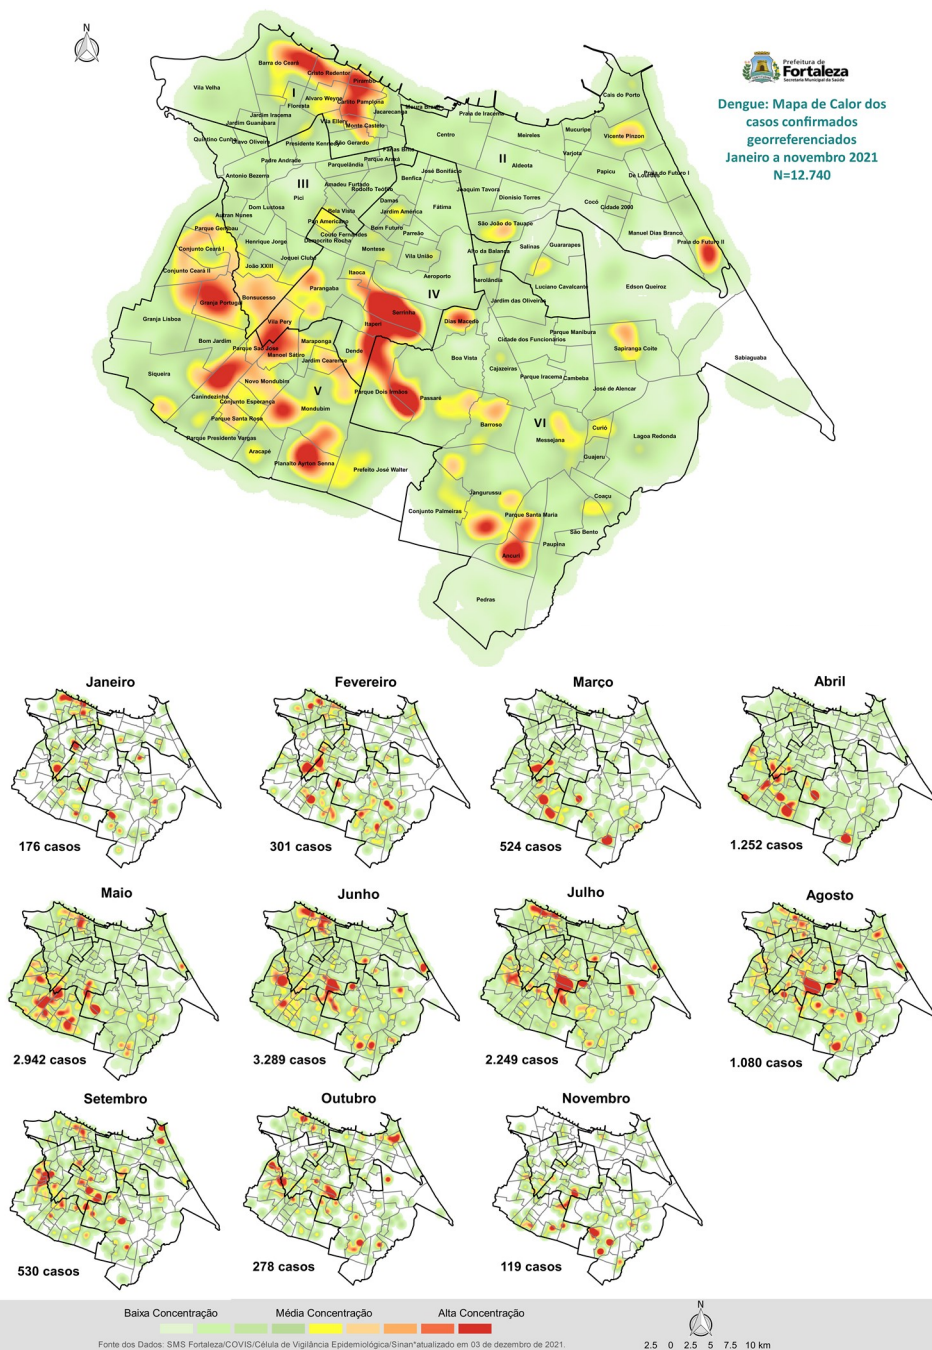 N
Prefeitura de
Fortaleza
Secretaria Municipal da Saúde
Dengue: Mapa de Calor dos
casos confirmados
georreferenciados
Janeiro a novembro 2021
N=12.740
Barra do Ceará
Cristo Redentor
Pirambu
Vila Velha
I
Alvaro Weyne
Carlito Pamplona
Floresta
Jacarecanga
Moura Brasil
Praia de Iracema
Cais do Porto
Jardim Iracema
Jardim Guanabara
Vila Ellery
Monte Castelo
Centro
Meireles
Mucuripe
Vicente Pinzon
Quintino Cunha
Olavo Oliveira
Presidente Kennedy
São Gerardo
Farias Brito
Varjota
Padre Andrade
Parquelândia
Parque Araxá
II
Aldeota
Papicu
De Lourdes
Praia do Futuro I
Antonio Bezerra
III
Amadeu Furtado
Rodolfo Teófilo
Benfica
José Bonifácio
Joaquim Tavora
Pici
Damas
Dionísio Torres
Cocó
Cidade 2000
Dom Lustosa
Autran Nunes
Bela Vista
Jardim América
Fátima
Pan Americano
Bom Futuro
São João do Tauape
Parque Genibau
Couto Fernandes
Parreão
Manuel Dias Branco
Henrique Jorge
Democrito Rocha
Praia do Futuro II
Conjunto Ceará I
Montese
Vila União
Alto da Balança
Salinas
Guararapes
Joquei Clube
João XXIII
Conjunto Ceará II
Itaoca
Aeroporto
Aerolândia
Luciano Cavalcante
Edson Queiroz
Parangaba
IV
Granja Portugal
Bonsucesso
Jardim das Oliveiras
Serrinha
Granja Lisboa
Vila Pery
Itaperi
Dias Macedo
Parque Manibura
Bom Jardim
Maraponga
Cidade dos Funcionários
Parque São José
Manoel Sátiro
Dende
Sapiranga Coite
Sabiaguaba
Jardim Cearense
Boa Vista
Siqueira
Cajazeiras
Parque Iracema
Cambeba
Novo Mondubim
V
Parque Dois Irmãos
José de Alencar
Canindezinho
Conjunto Esperança
Passaré
Mondubim
Parque Santa Rosa
Barroso
VI
Curió
Parque Presidente Vargas
Messejana
Lagoa Redonda
Aracapé
Guajeru
Planalto Ayrton Senna
Prefeito José Walter
Jangurussu
Coaçu
Conjunto Palmeiras
Parque Santa Maria
São Bento
Paupina
Ancuri
Pedras
Janeiro
Fevereiro
Março
Abril
176 casos
301 casos
524 casos
1.252 casos
Maio
Junho
Julho
Agosto
2.942 casos
3.289 casos
2.249 casos
1.080 casos
Setembro
Outubro
Novembro
530 casos
278 casos
119 casos
Baixa Concentração
Média Concentração
Alta Concentração
N
Fonte dos Dados: SMS Fortaleza/COVIS/Célula de Vigilância Epidemiológica/Sinan*atualizado em 03 de dezembro de 2021.
2.5 0 2.5 5 7.5 10 km